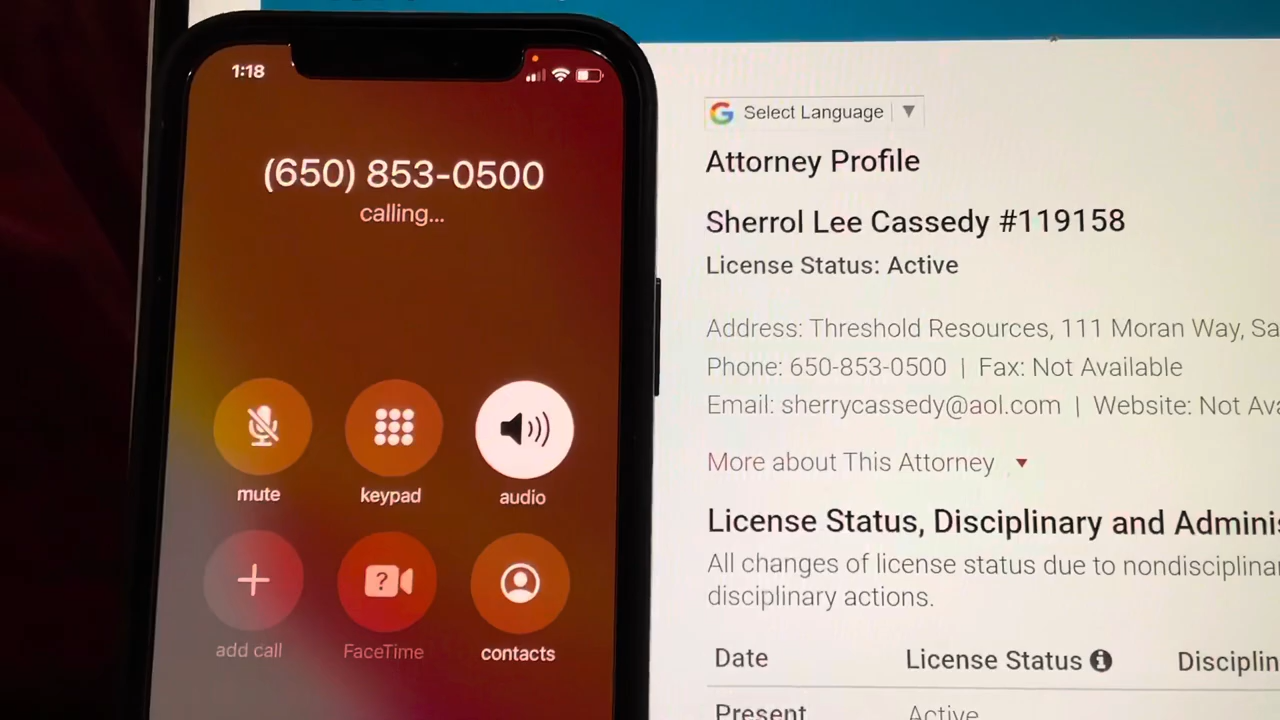 1:18
(650) 853-0500
calling...
mute
keypad
audio
add call
FaceTime
contacts
Select Language
Attorney Profile
Sherrol Lee Cassedy #119158
License Status: Active
Address: Threshold Resources, 111 Moran Way, Sa
Phone: 650-853-0500 | Fax: Not Available
Email: sherrycassedy@aol.com | Website: Not Ava
More about This Attorney
License Status, Disciplinary and Adminis
All changes of license status due to nondisciplinar
disciplinary actions.
Date License Status Disciplin
Present Active